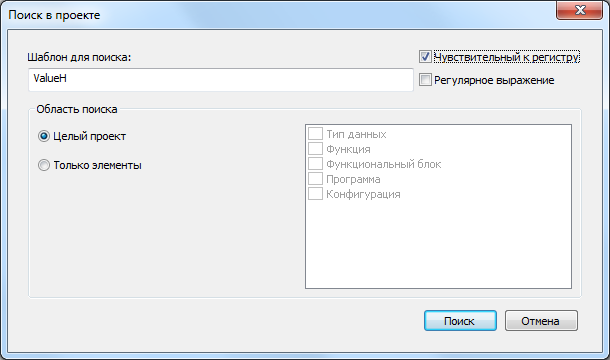 Поиск в проекте
Шаблон для поиска:
Чувствительный к регистру
ValueH
Регулярное выражение
Область поиска
Целый проект
Только элементы
Тип данных
Функция
Функциональный блок
Программа
Конфигурация
Поиск
Отмена